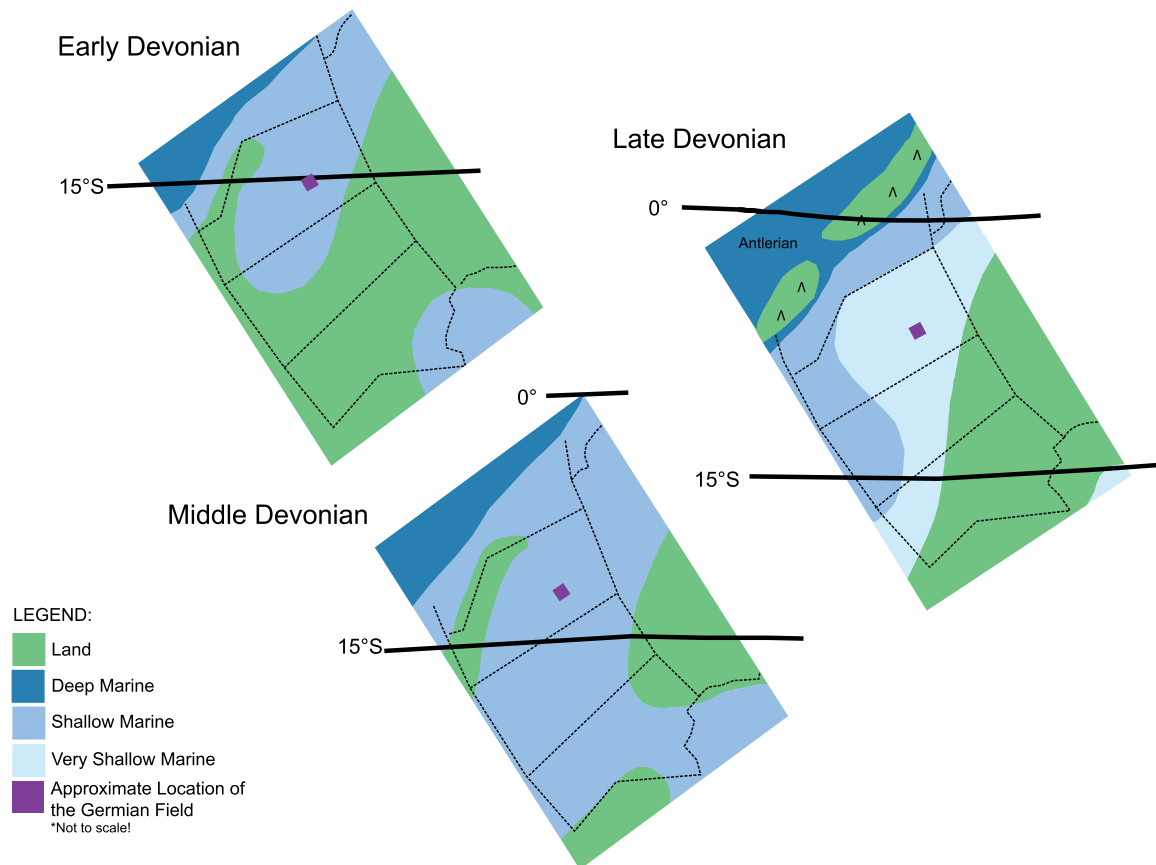 Early Devonian
15°S
Late Devonian
0°
Antlerian
^
^
^
^
^
15°S
0°
Middle Devonian
15°S
LEGEND:
Land
Deep Marine
Shallow Marine
Very Shallow Marine
Approximate Location of
the Germian Field
*Not to scale!